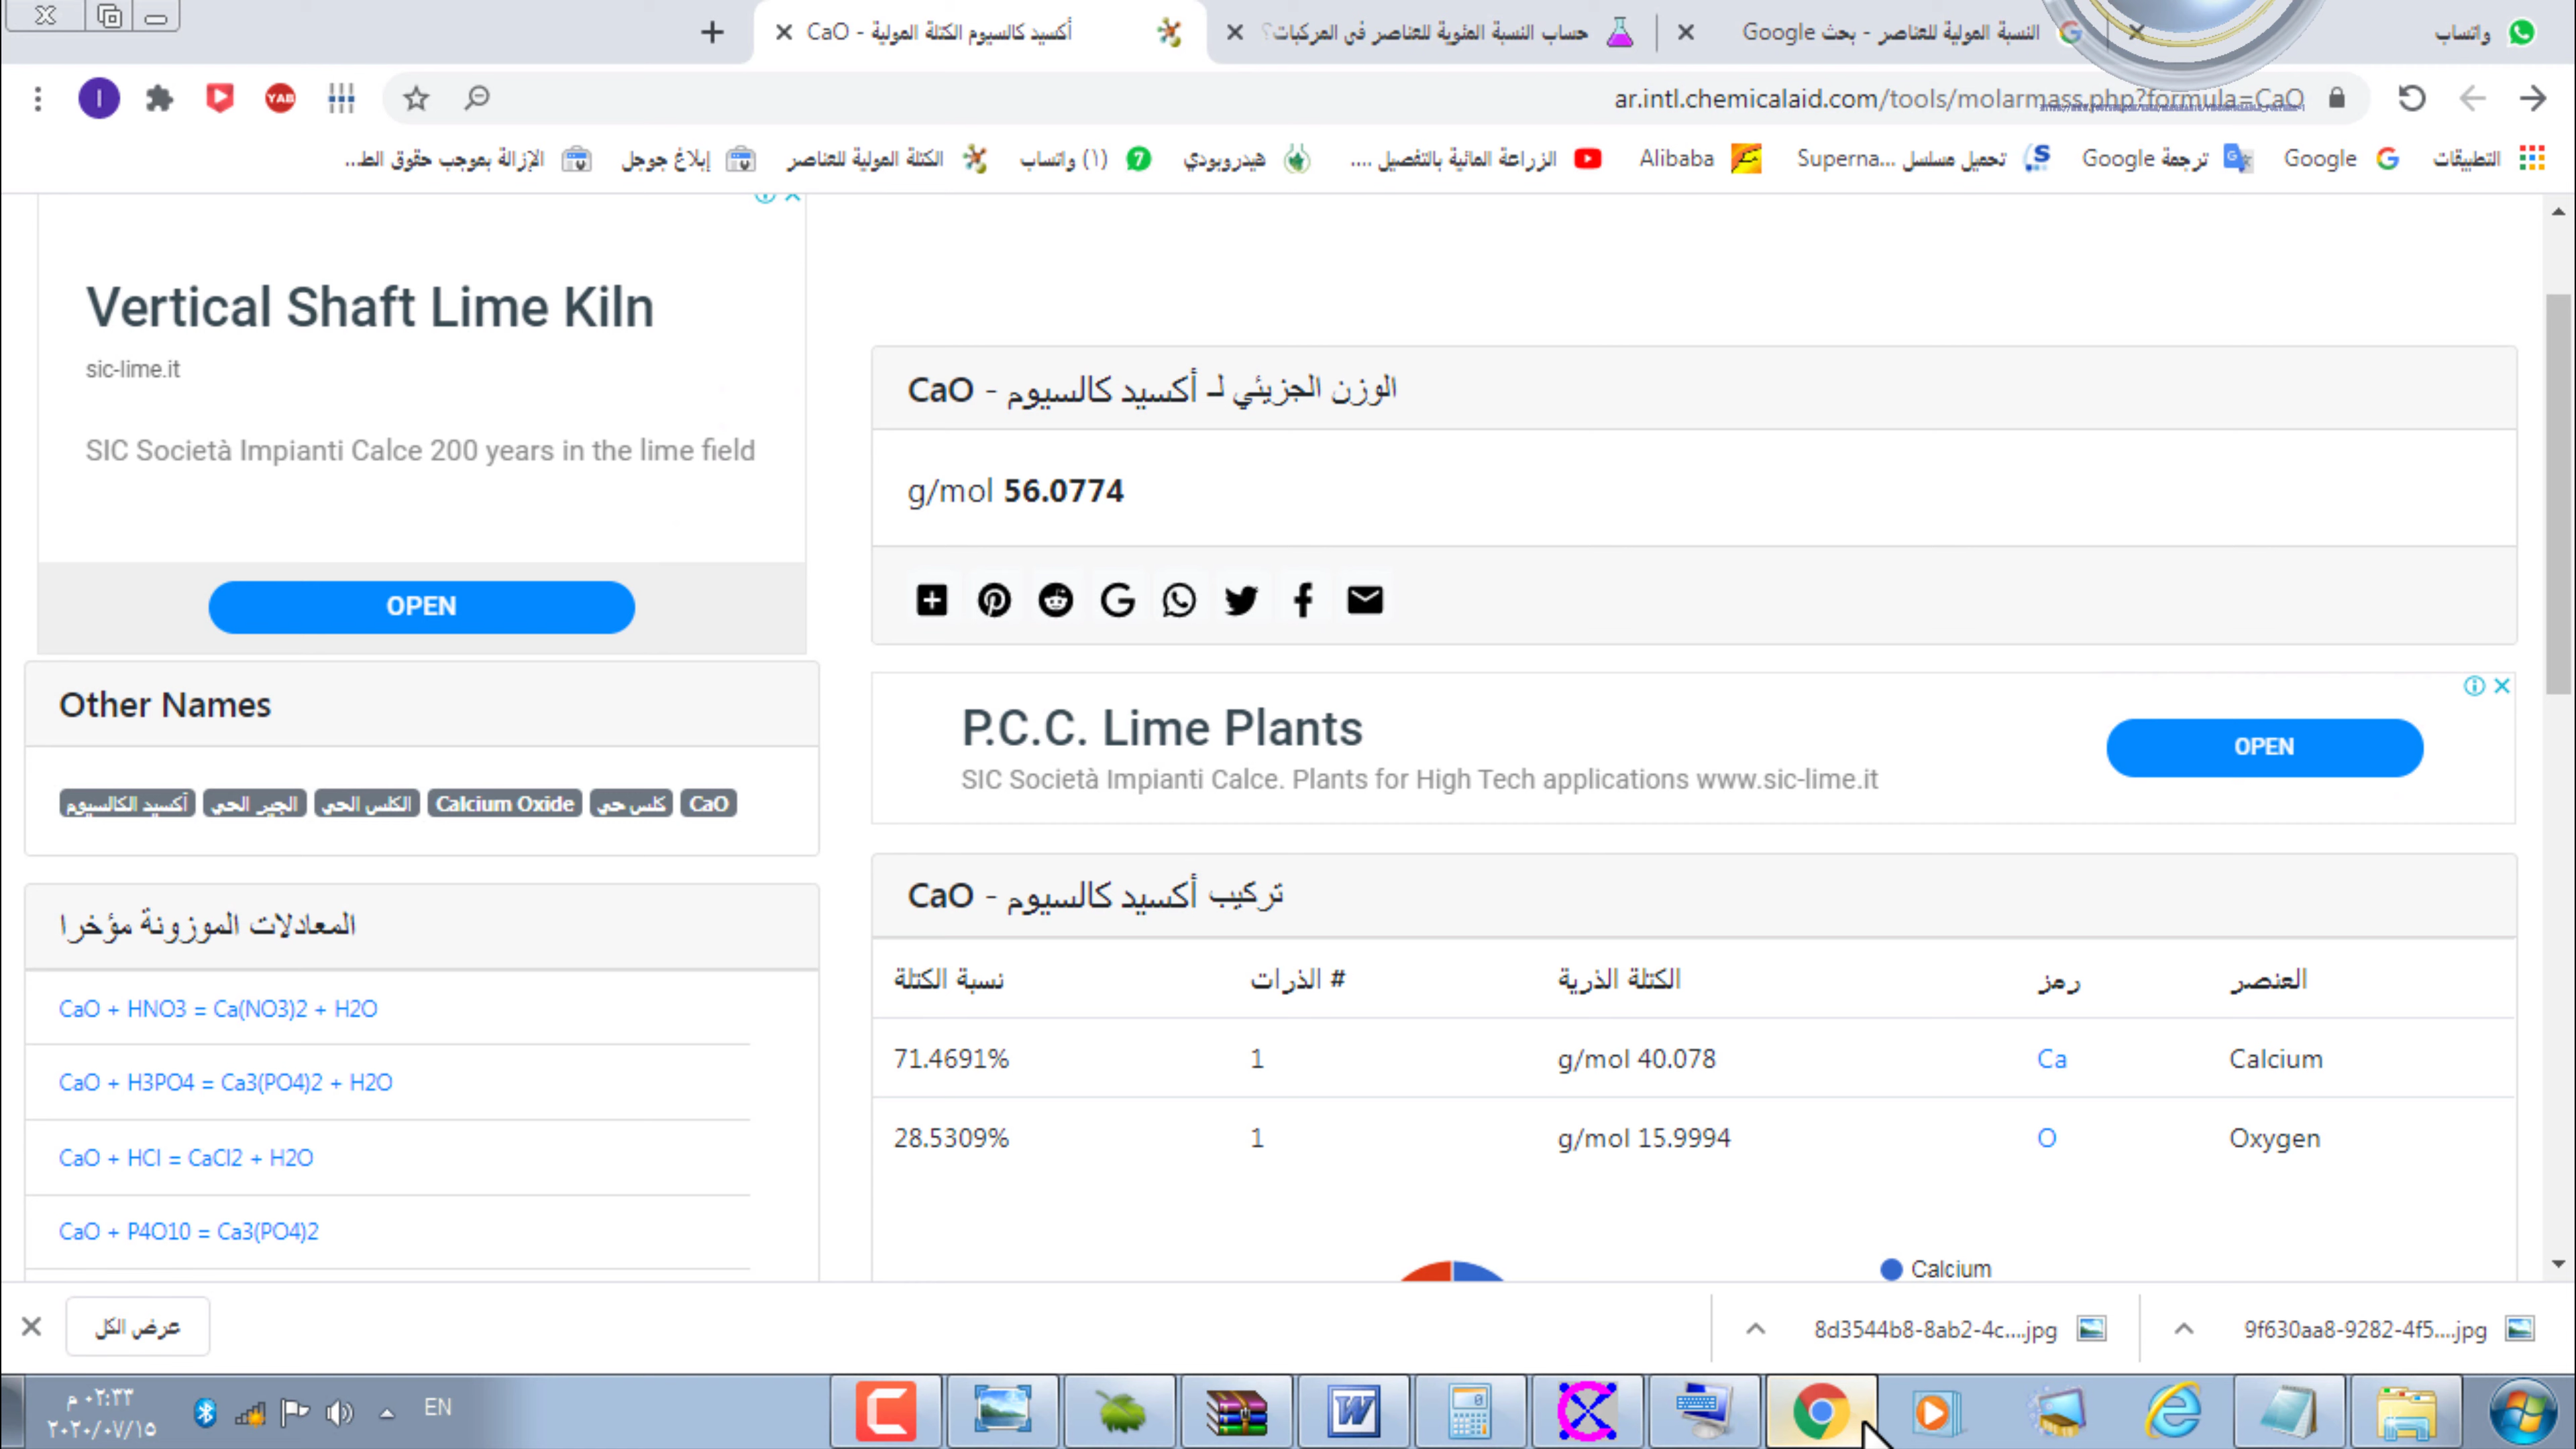 واتساب
النسبة المولية للعناصر - بحث Google
حساب النسبة المئوية للعناصر في المركبات؟
أكسيد كالسيوم الكتلة المولية - CaO
ar.intl.chemicalaid.com/tools/molarmass.php?formula=CaO
YAB
I
التطبيقات
Google
ترجمة Google
تحميل مسلسل ...Superna
Alibaba
الزراعة المائية بالتفصيل ....
هيدروبودي
(١) واتساب
7
الكتلة المولية للعناصر
إبلاغ جوجل
الإزالة بموجب حقوق الط...
Vertical Shaft Lime Kiln
sic-lime.it
SIC Società Impianti Calce 200 years in the lime field
OPEN
الوزن الجزيئي لـ أكسيد كالسيوم - CaO
g/mol 56.0774
P.C.C. Lime Plants
SIC Società Impianti Calce. Plants for High Tech applications www.sic-lime.it
OPEN
تركيب أكسيد كالسيوم - CaO
العنصر رمز الكتلة الذرية # الذرات نسبة الكتلة
Calcium Ca g/mol 40.078 1 71.4691%
Oxygen O g/mol 15.9994 1 28.5309%
Calcium
Other Names
CaO كلس حي Calcium Oxide الكلس الحي الجير الحي أكسيد الكالسيوم
المعادلات الموزونة مؤخرا
CaO + HNO3 = Ca(NO3)2 + H2O
CaO + H3PO4 = Ca3(PO4)2 + H2O
CaO + HCl = CaCl2 + H2O
CaO + P4O10 = Ca3(PO4)2
9f630aa8-9282-4f5....jpg
8d3544b8-8ab2-4c....jpg
عرض الكل
EN
٠٢:٣٣ م
٢٠٢٠/٠٧/١٥